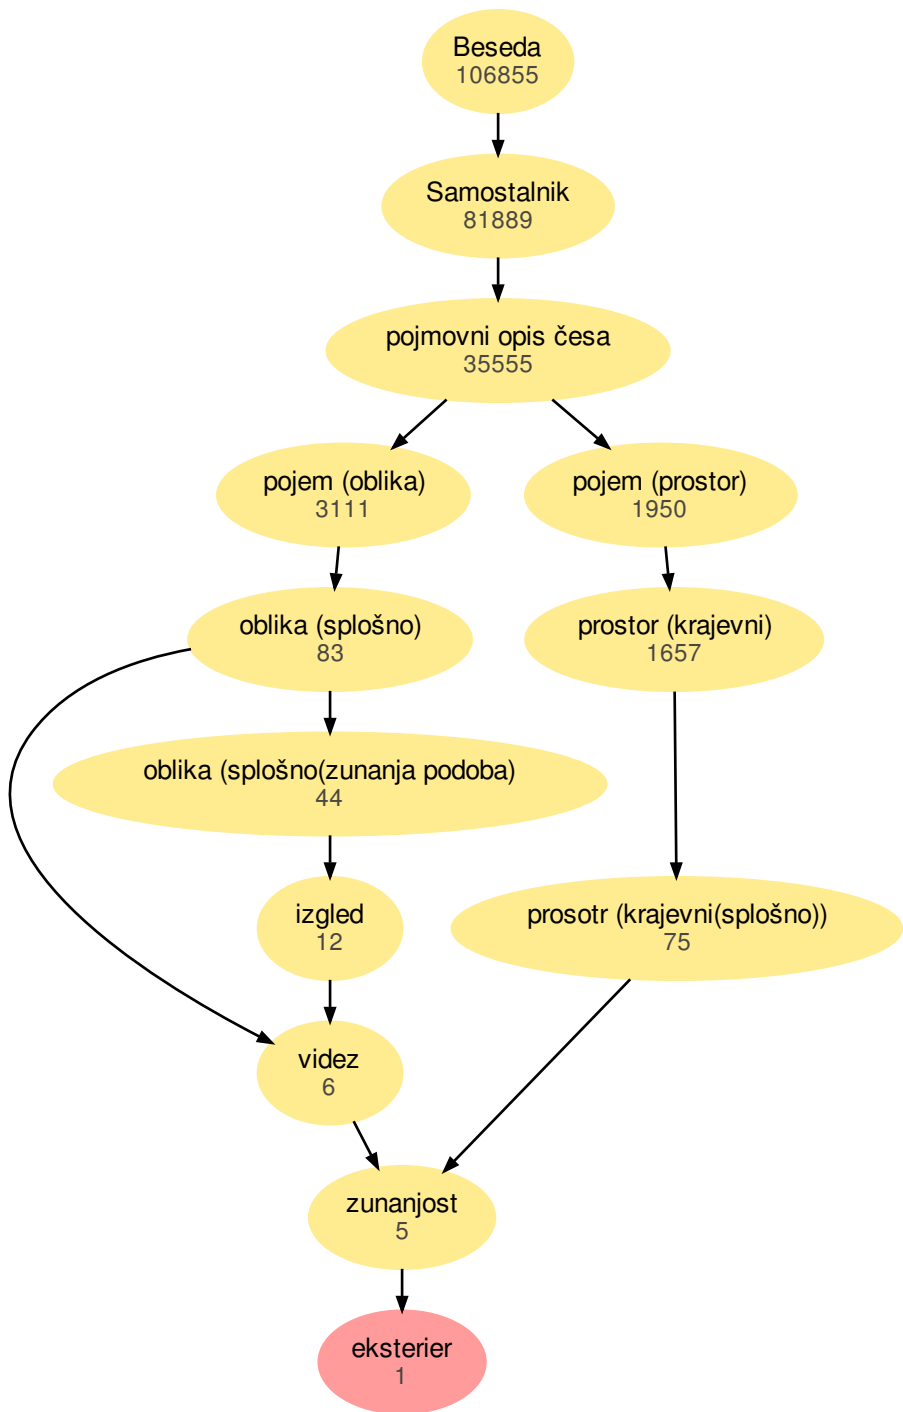 Beseda
106855
Samostalnik
81889
pojmovni opis česa
35555
pojem (oblika)
3111
pojem (prostor)
1950
oblika (splošno)
83
prostor (krajevni)
1657
oblika (splošno(zunanja podoba)
44
izgled
12
prosotr (krajevni(splošno))
75
videz
6
zunanjost
5
eksterier
1